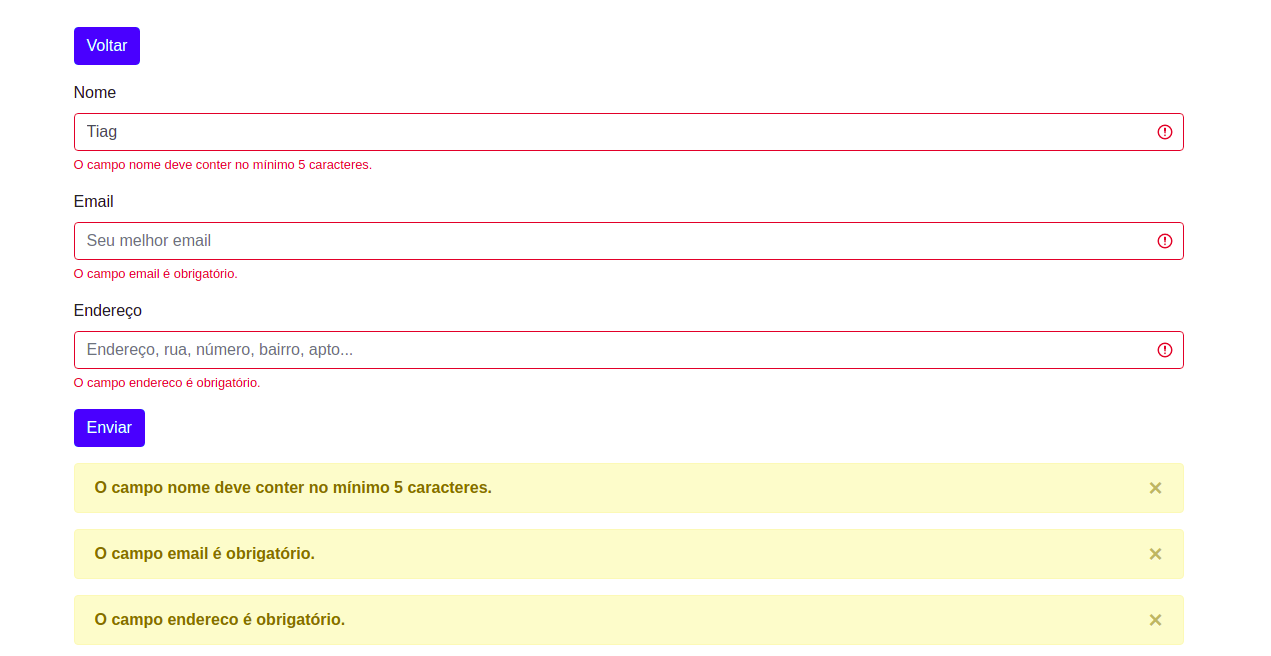 Voltar
Nome
Tiag
O campo nome deve conter no mínimo 5 caracteres.
Email
Seu melhor email
O campo email é obrigatório.
Endereço
Endereço, rua, número, bairro, apto...
O campo endereco é obrigatório.
Enviar
O campo nome deve conter no mínimo 5 caracteres. ×
O campo email é obrigatório. ×
O campo endereco é obrigatório. ×